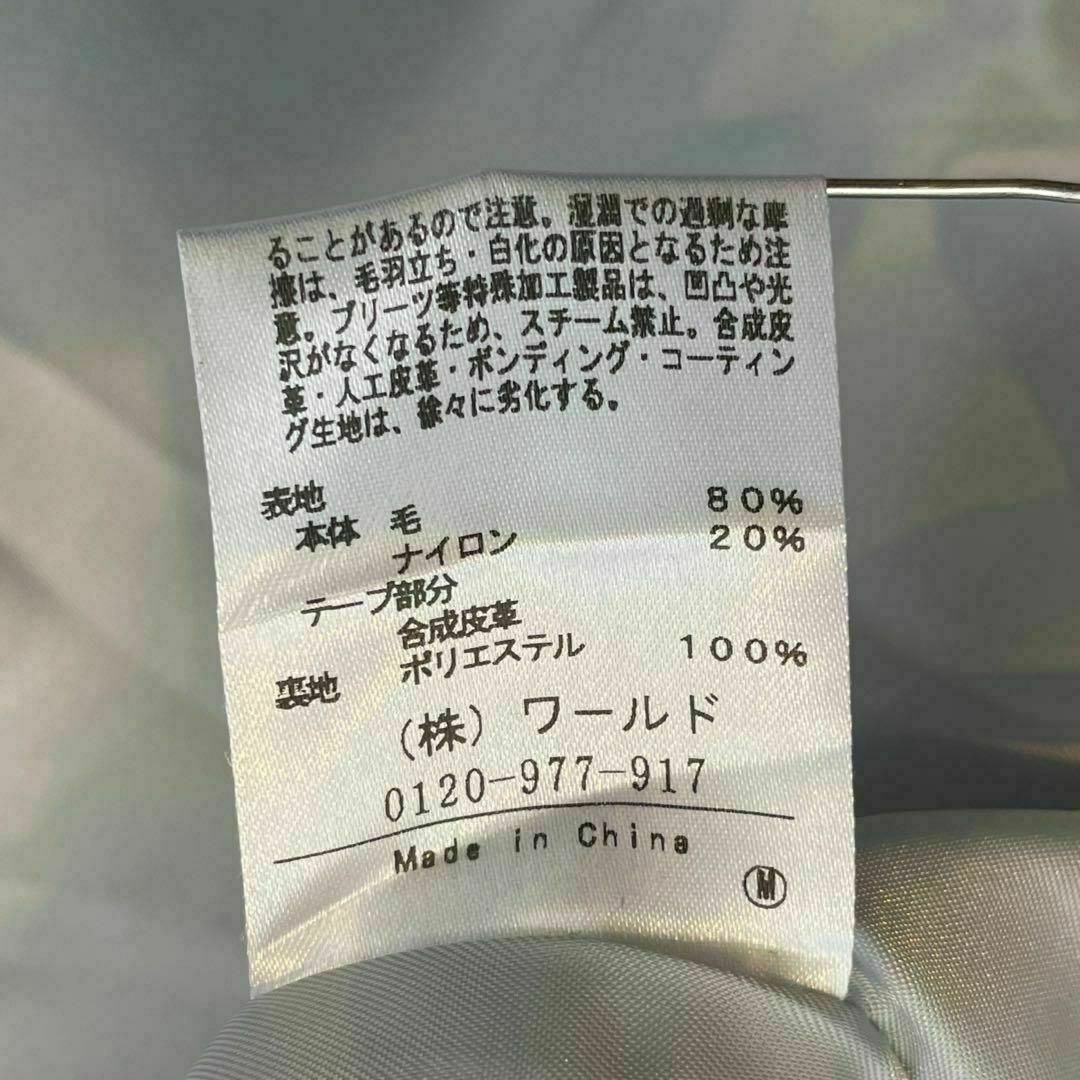 ることがあるので注意。湿潤での過剰な摩
擦は、毛羽立ち・白化の原因となるため注
意。プリーツ等特殊加工製品は、凹凸や光
沢がなくなるため、スチーム禁止。合成皮
革・人工皮革・ボンディング・コーティン
グ生地は、徐々に劣化する。
表地
本体 毛 80%
ナイロン 20%
テープ部分
合成皮革
裏地 ポリエステル 100%
(株) ワールド
0120-977-917
Made in China
Ⓜ